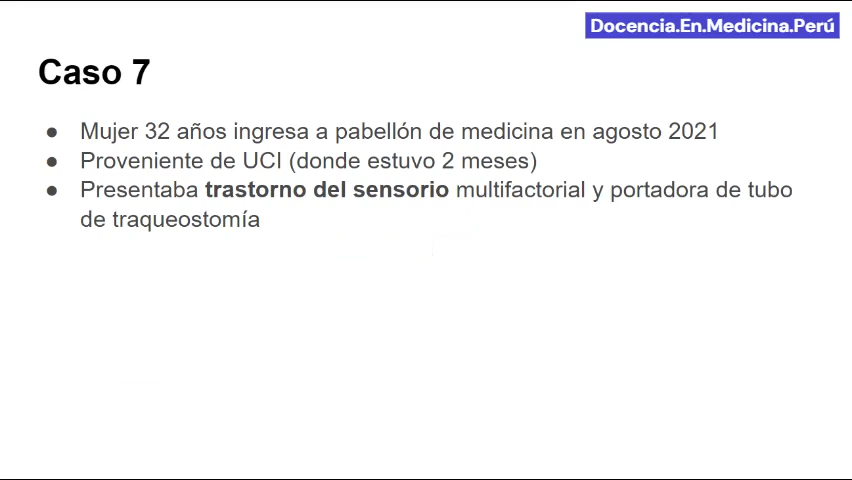 Docencia.En.Medicina.Perú
Caso 7
● Mujer 32 años ingresa a pabellón de medicina en agosto 2021
● Proveniente de UCI (donde estuvo 2 meses)
● Presentaba trastorno del sensorio multifactorial y portadora de tubo
de traqueostomía